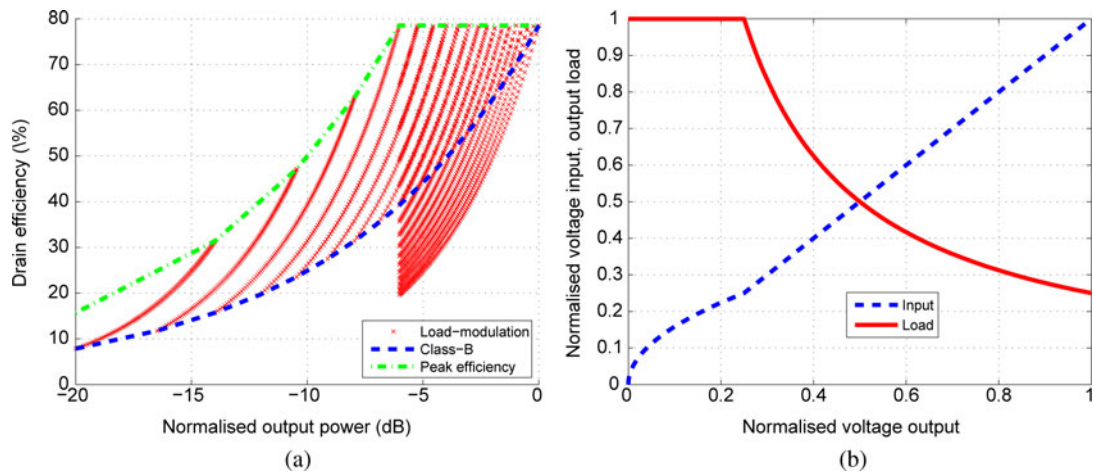 80
70
60
50
40
30
20
10
0
Drain efficiency (\%)
−20
−15
−10
−5
0
Normalised output power (dB)
Load−modulation
Class−B
Peak efficiency
(a)
1
0.9
0.8
0.7
0.6
0.5
0.4
0.3
0.2
0.1
0
Normalised voltage input, output load
0
0.2
0.4
0.6
0.8
1
Normalised voltage output
Input
Load
(b)